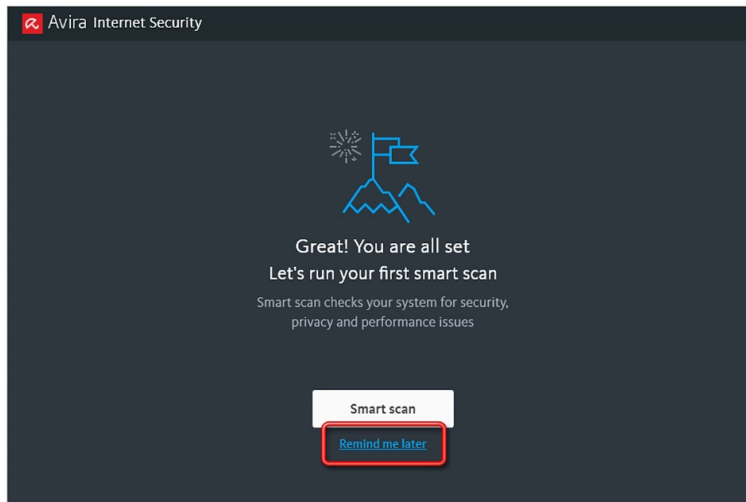 Avira Internet Security
Great! You are all set
Let's run your first smart scan
Smart scan checks your system for security,
privacy and performance issues
Smart scan
Remind me later